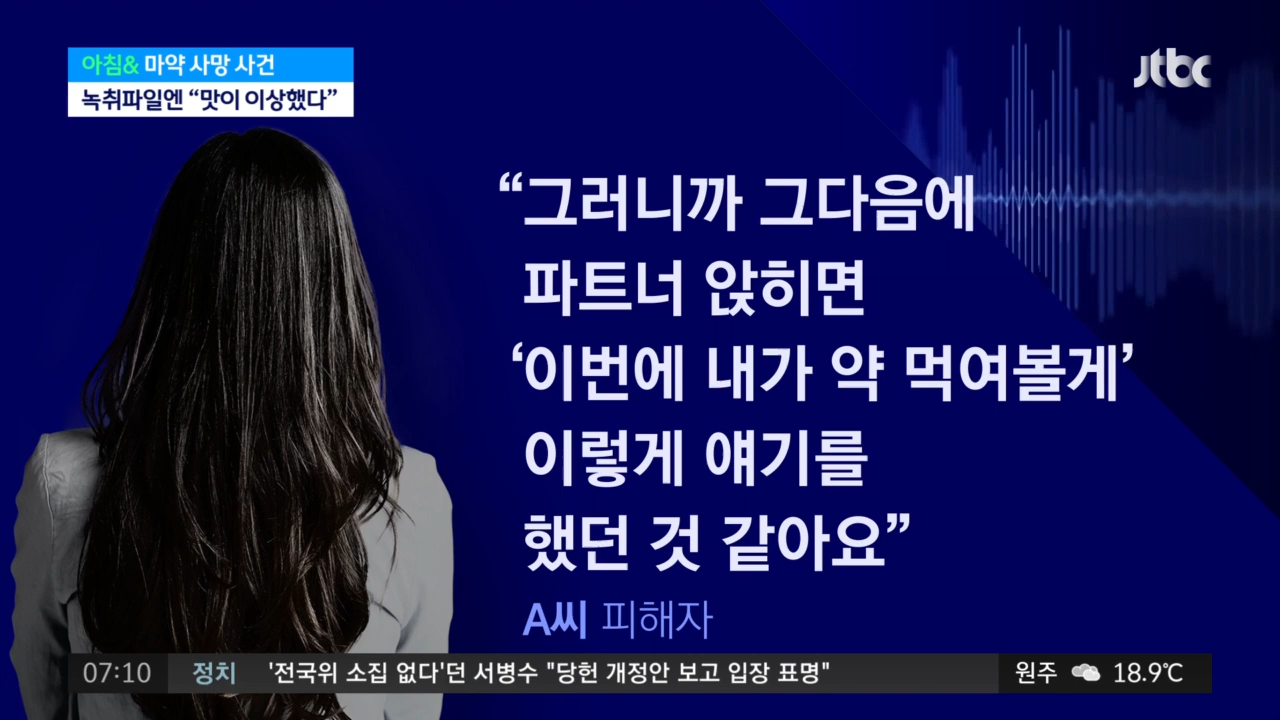 아침& 마약 사망 사건
jtbc
녹취파일엔 “맛이 이상했다”
“그러니까 그다음에
파트너 앉히면
‘이번에 내가 약 먹여볼게’
이렇게 얘기를
했던 것 같아요”
A씨 피해자
07:10 정치 '전국위 소집 없다'던 서병수 "당헌 개정안 보고 입장 표명" 원주 18.9℃